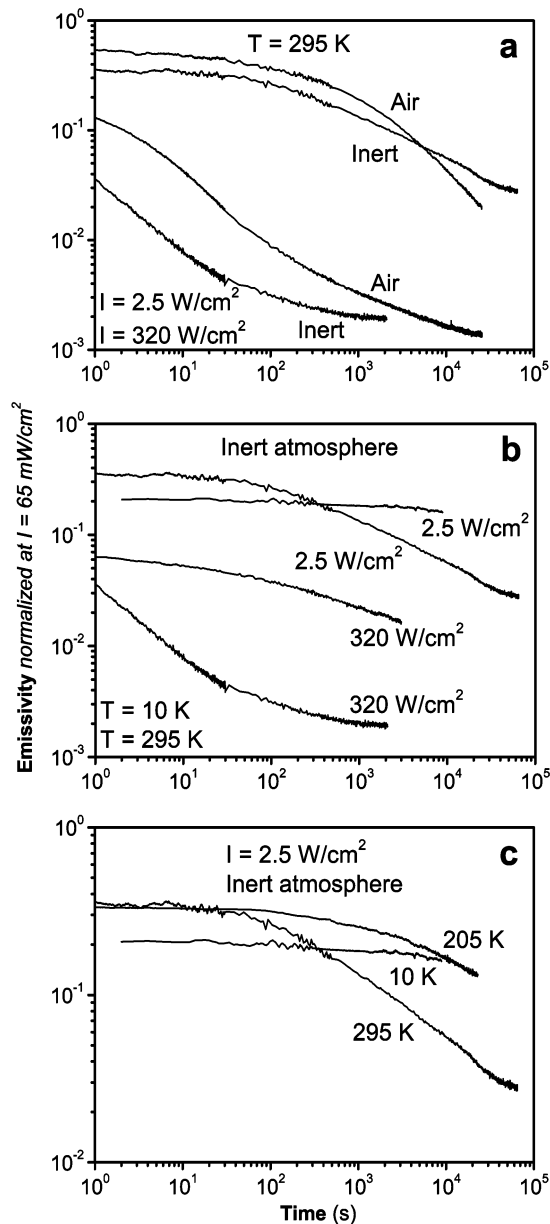 10⁰
T = 295 K
a
Air
10⁻¹
Inert
10⁻²
Air
I = 2.5 W/cm²
I = 320 W/cm²
Inert
10⁻³
10⁰ 10¹ 10² 10³ 10⁴ 10⁵
Emissivity normalized at I = 65 mW/cm²
10⁰
Inert atmosphere
b
10⁻¹
2.5 W/cm²
2.5 W/cm²
10⁻²
320 W/cm²
320 W/cm²
T = 10 K
T = 295 K
10⁻³
10⁰ 10¹ 10² 10³ 10⁴ 10⁵
10⁰
I = 2.5 W/cm²
c
Inert atmosphere
205 K
10 K
10⁻¹
295 K
10⁻²
10⁰ 10¹ 10² 10³ 10⁴ 10⁵
Time (s)